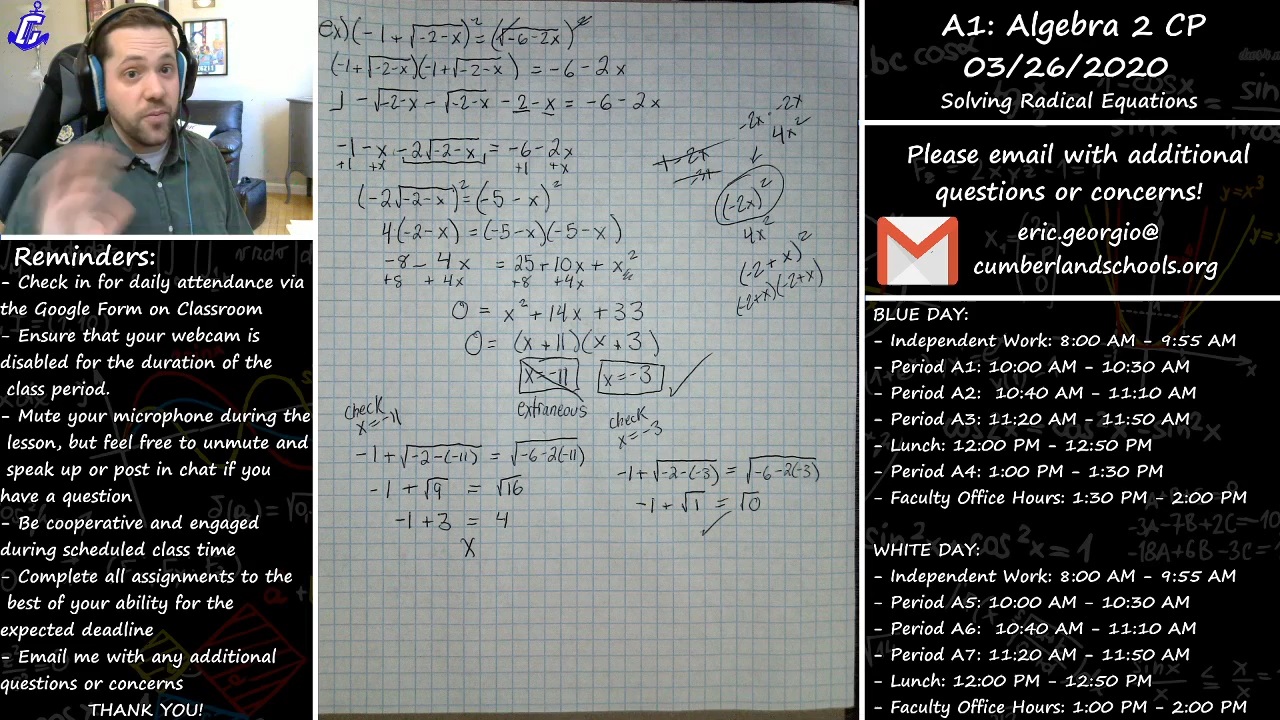 A1: Algebra 2 CP
03/26/2020
Solving Radical Equations
Please email with additional
questions or concerns!
eric.georgio@
cumberlandschools.org
BLUE DAY:
- Independent Work: 8:00 AM - 9:55 AM
- Period A1: 10:00 AM - 10:30 AM
- Period A2: 10:40 AM - 11:10 AM
- Period A3: 11:20 AM - 11:50 AM
- Lunch: 12:00 PM - 12:50 PM
- Period A4: 1:00 PM - 1:30 PM
- Faculty Office Hours: 1:30 PM - 2:00 PM
WHITE DAY:
- Independent Work: 8:00 AM - 9:55 AM
- Period A5: 10:00 AM - 10:30 AM
- Period A6: 10:40 AM - 11:10 AM
- Period A7: 11:20 AM - 11:50 AM
- Lunch: 12:00 PM - 12:50 PM
- Faculty Office Hours: 1:00 PM - 2:00 PM
Reminders:
- Check in for daily attendance via
the Google Form on Classroom
- Ensure that your webcam is
disabled for the duration of the
class period.
- Mute your microphone during the
lesson, but feel free to unmute and
speak up or post in chat if you
have a question
- Be cooperative and engaged
during scheduled class time
- Complete all assignments to the
best of your ability for the
expected deadline
- Email me with any additional
questions or concerns
THANK YOU!
ex) (-1 + √(-2-x))² = (√(-6-2x))²
(-1+√(-2-x))(-1+√(-2-x)) = -6-2x
1 - √(-2-x) - √(-2-x) - 2 - x = -6-2x
-1 - x - 2√(-2-x) = -6-2x
+1 +x +1 +x
(-2√(-2-x))² = (-5-x)²
4(-2-x) = (-5-x)(-5-x)
-8 - 4x = 25+10x+x²
+8 +4x +8 +4x
0 = x² + 14x + 33
0 = (x+11)(x+3)
x=-11 x=-3 ✓
extraneous
check
x=-11
-1+√(-2-(-11)) = √(-6-2(-11))
-1 + √9 = √16
-1+3 = 4
X
check
x=-3
-1+√(-2-(-3)) = √(-6-2(-3))
-1 + √1 = √0
✓
-2x · -2x
4x²
(-2x)²
4x²
(-2+x)²
(-2+x)(-2+x)